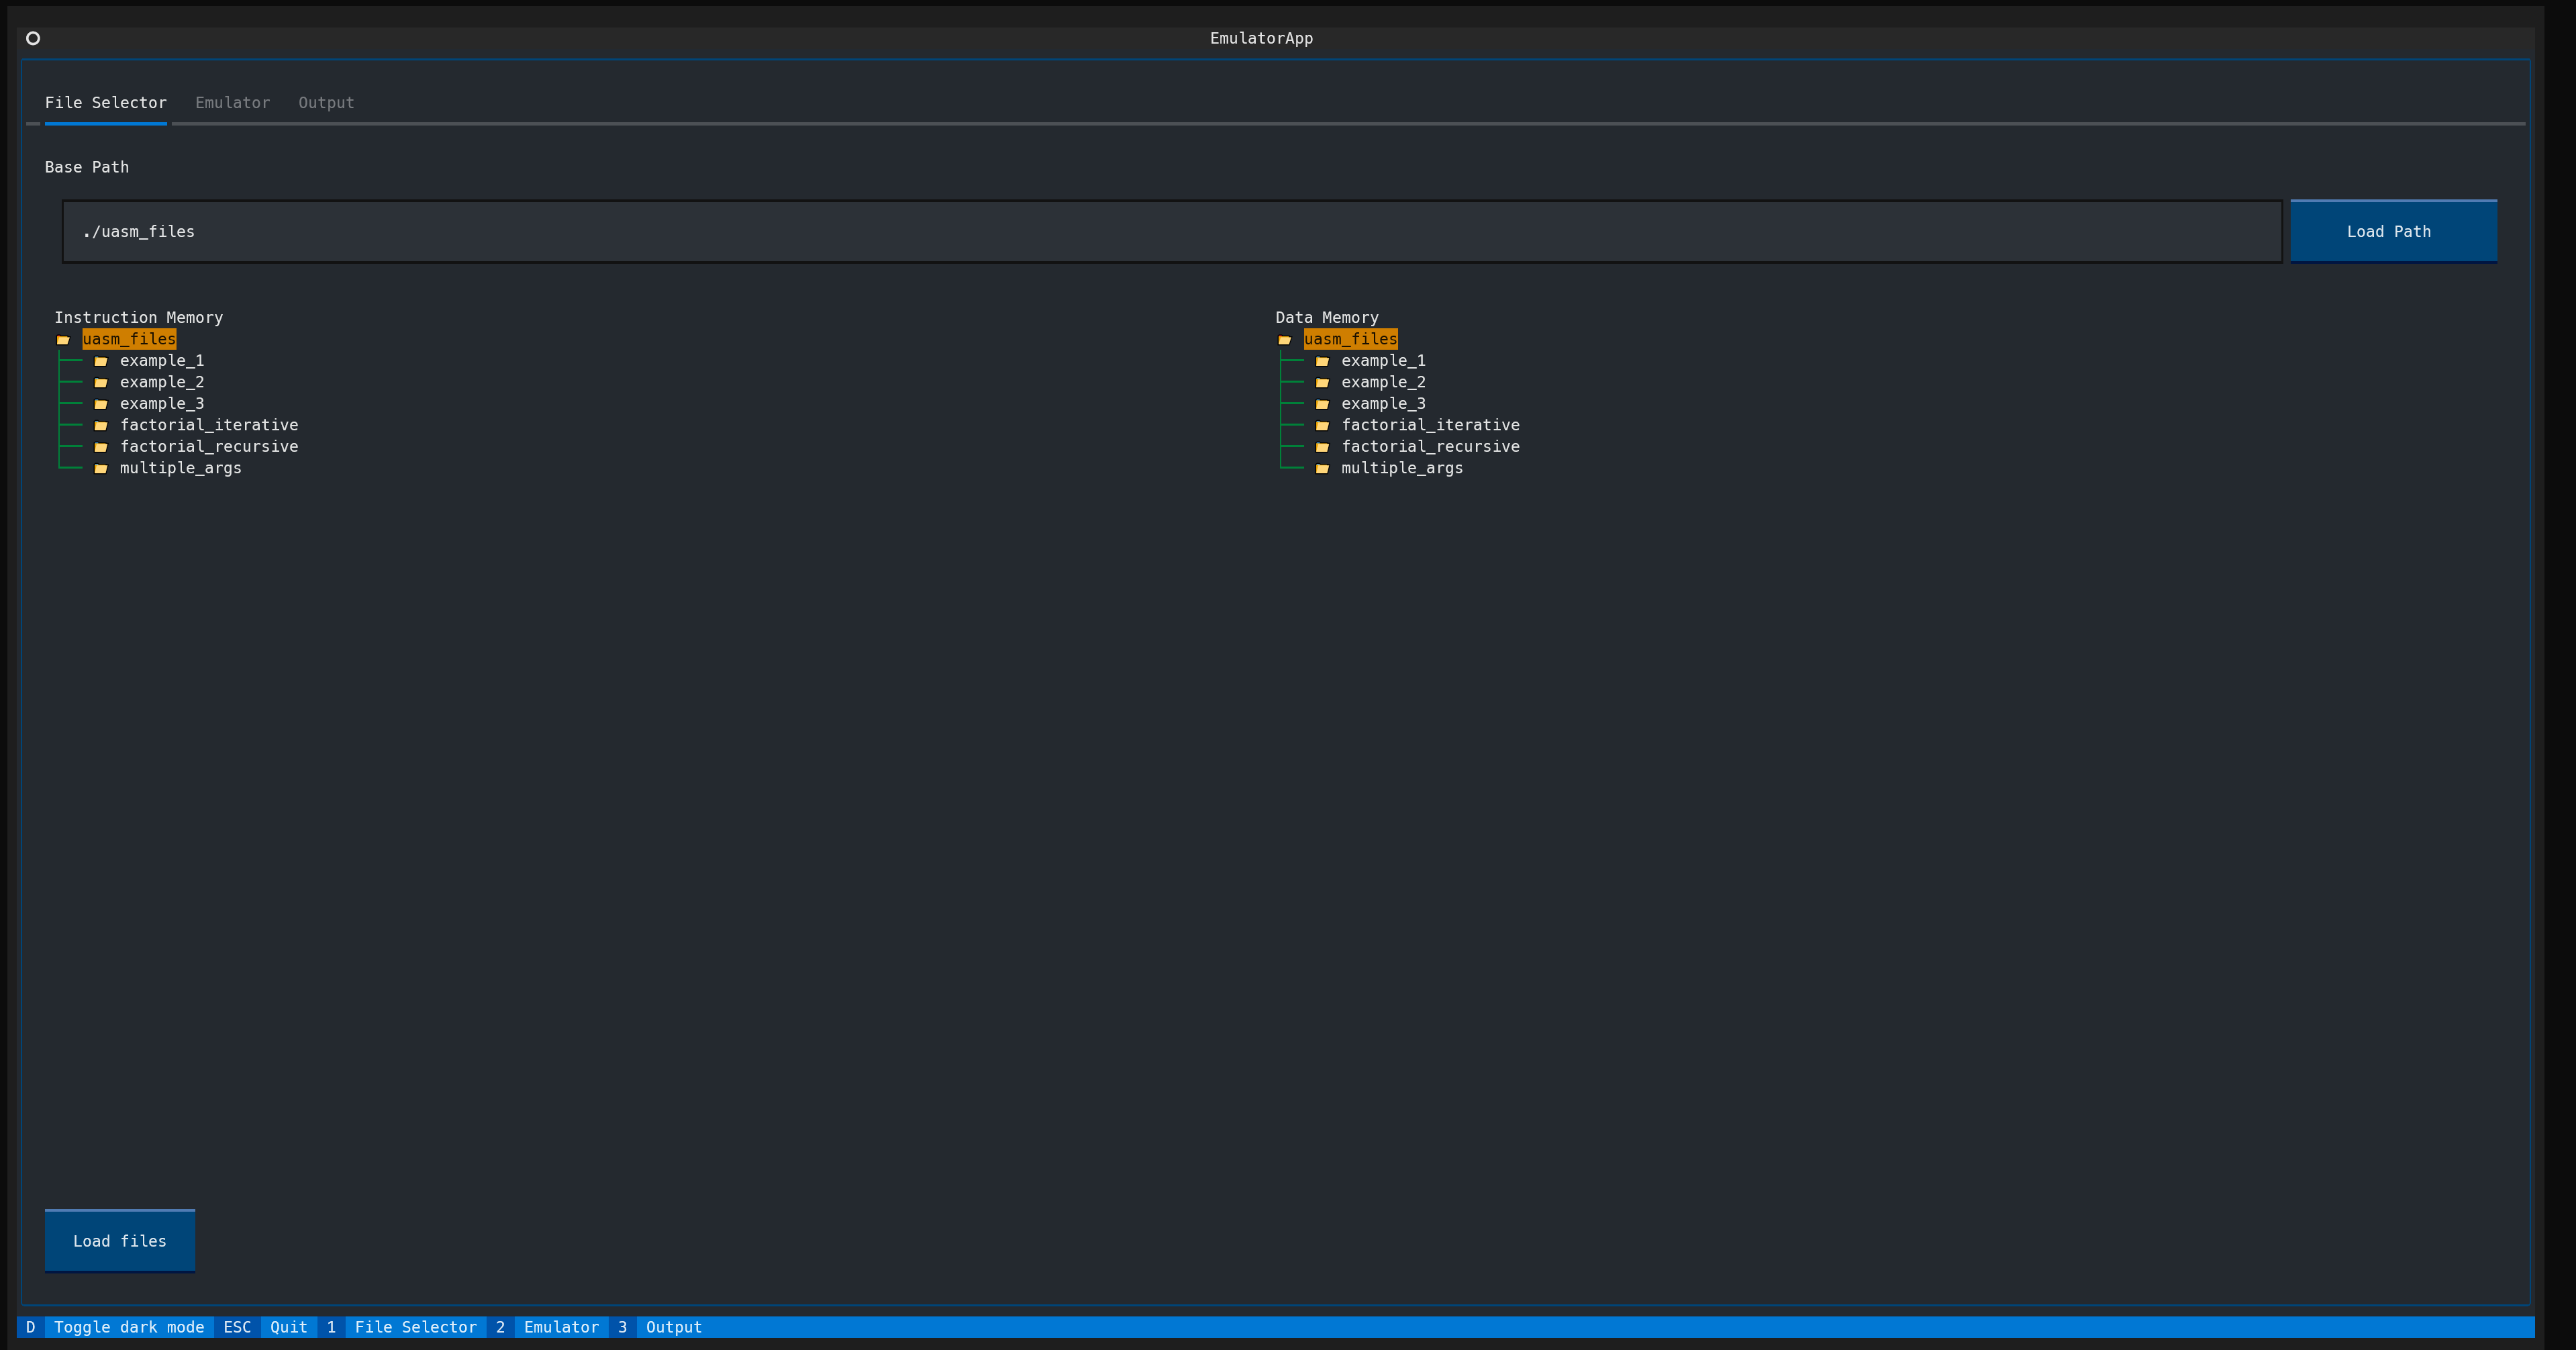 EmulatorApp
File Selector Emulator Output
Base Path
./uasm_files Load Path
Instruction Memory
uasm_files
example_1
example_2
example_3
factorial_iterative
factorial_recursive
multiple_args
Data Memory
uasm_files
example_1
example_2
example_3
factorial_iterative
factorial_recursive
multiple_args
Load files
D Toggle dark mode ESC Quit 1 File Selector 2 Emulator 3 Output